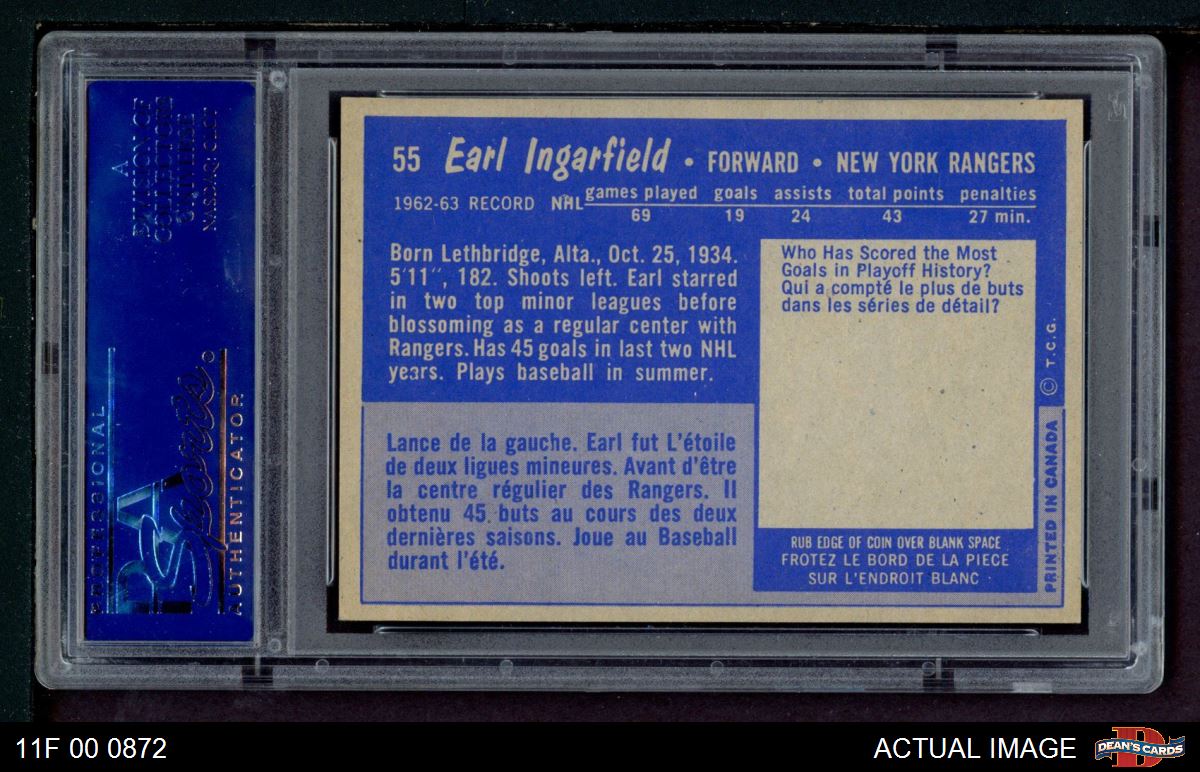 A
DIVISION OF
COLLECTORS
UNIVERSE
NASDAQ: CLCT
PROFESSIONAL
PSA
Sports
AUTHENTICATOR
55 Earl Ingarfield • FORWARD • NEW YORK RANGERS
games played goals assists total points penalties
1962-63 RECORD NHL 69 19 24 43 27 min.
Born Lethbridge, Alta., Oct. 25, 1934.
5'11", 182. Shoots left. Earl starred
in two top minor leagues before
blossoming as a regular center with
Rangers. Has 45 goals in last two NHL
years. Plays baseball in summer.
Lance de la gauche. Earl fut L'étoile
de deux ligues mineures. Avant d'être
la centre régulier des Rangers. Il
obtenu 45 buts au cours des deux
dernières saisons. Joue au Baseball
durant l'été.
Who Has Scored the Most
Goals in Playoff History?
Qui a compté le plus de buts
dans les séries de détail?
RUB EDGE OF COIN OVER BLANK SPACE
FROTEZ LE BORD DE LA PIECE
SUR L'ENDROIT BLANC
© T.C.G.
PRINTED IN CANADA
11F 00 0872
ACTUAL IMAGE
D
DEAN'S CARDS